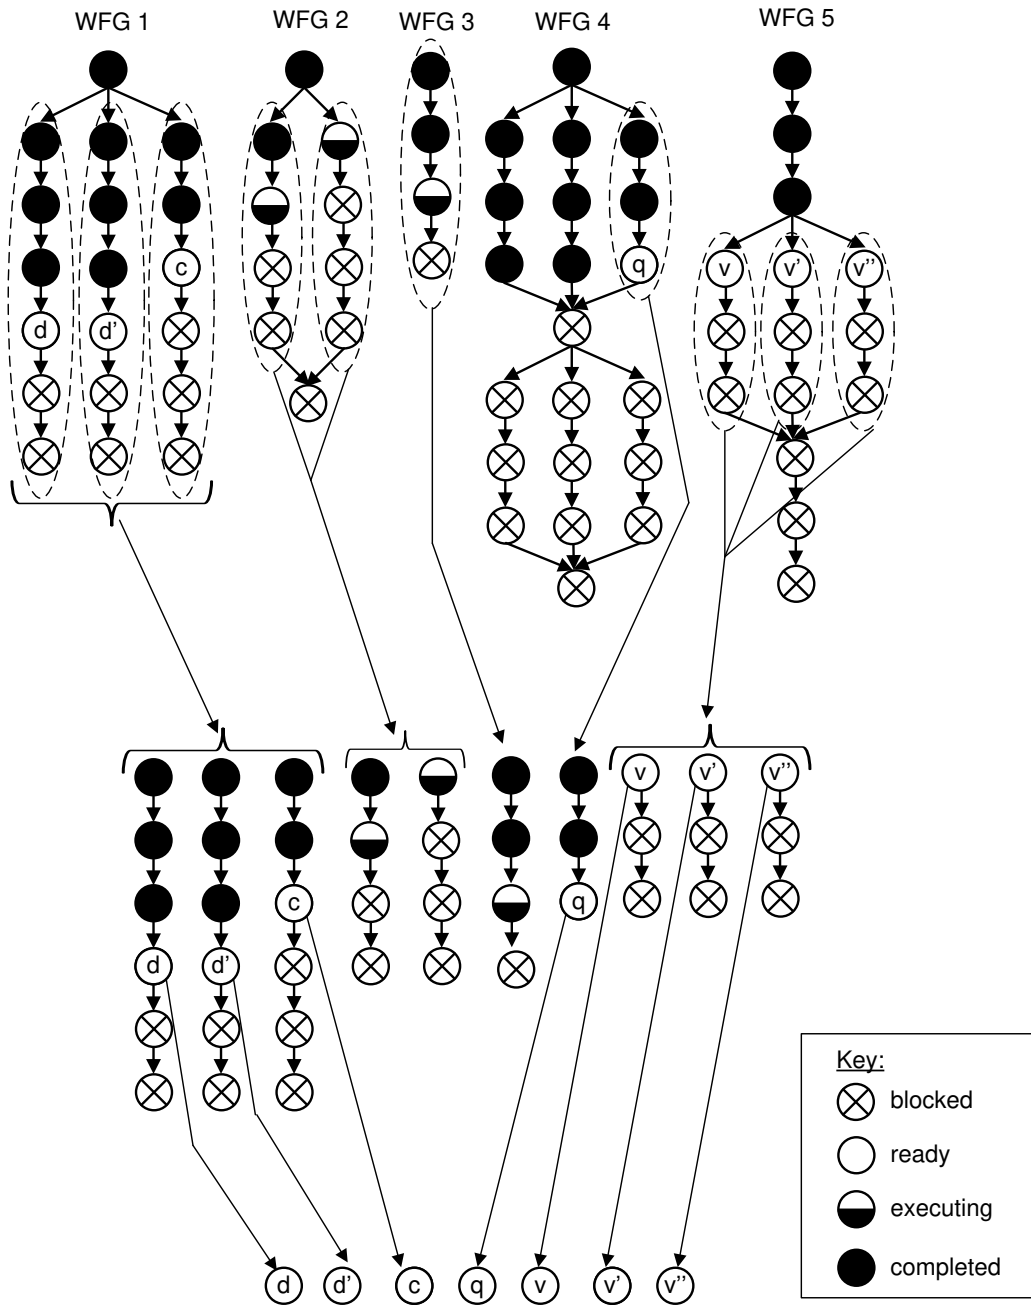 WFG 1 WFG 2 WFG 3 WFG 4 WFG 5
c q v v' v''
d d'
v v' v''
c q
d d'
Key:
blocked
ready
executing
completed
d d' c q v v' v''